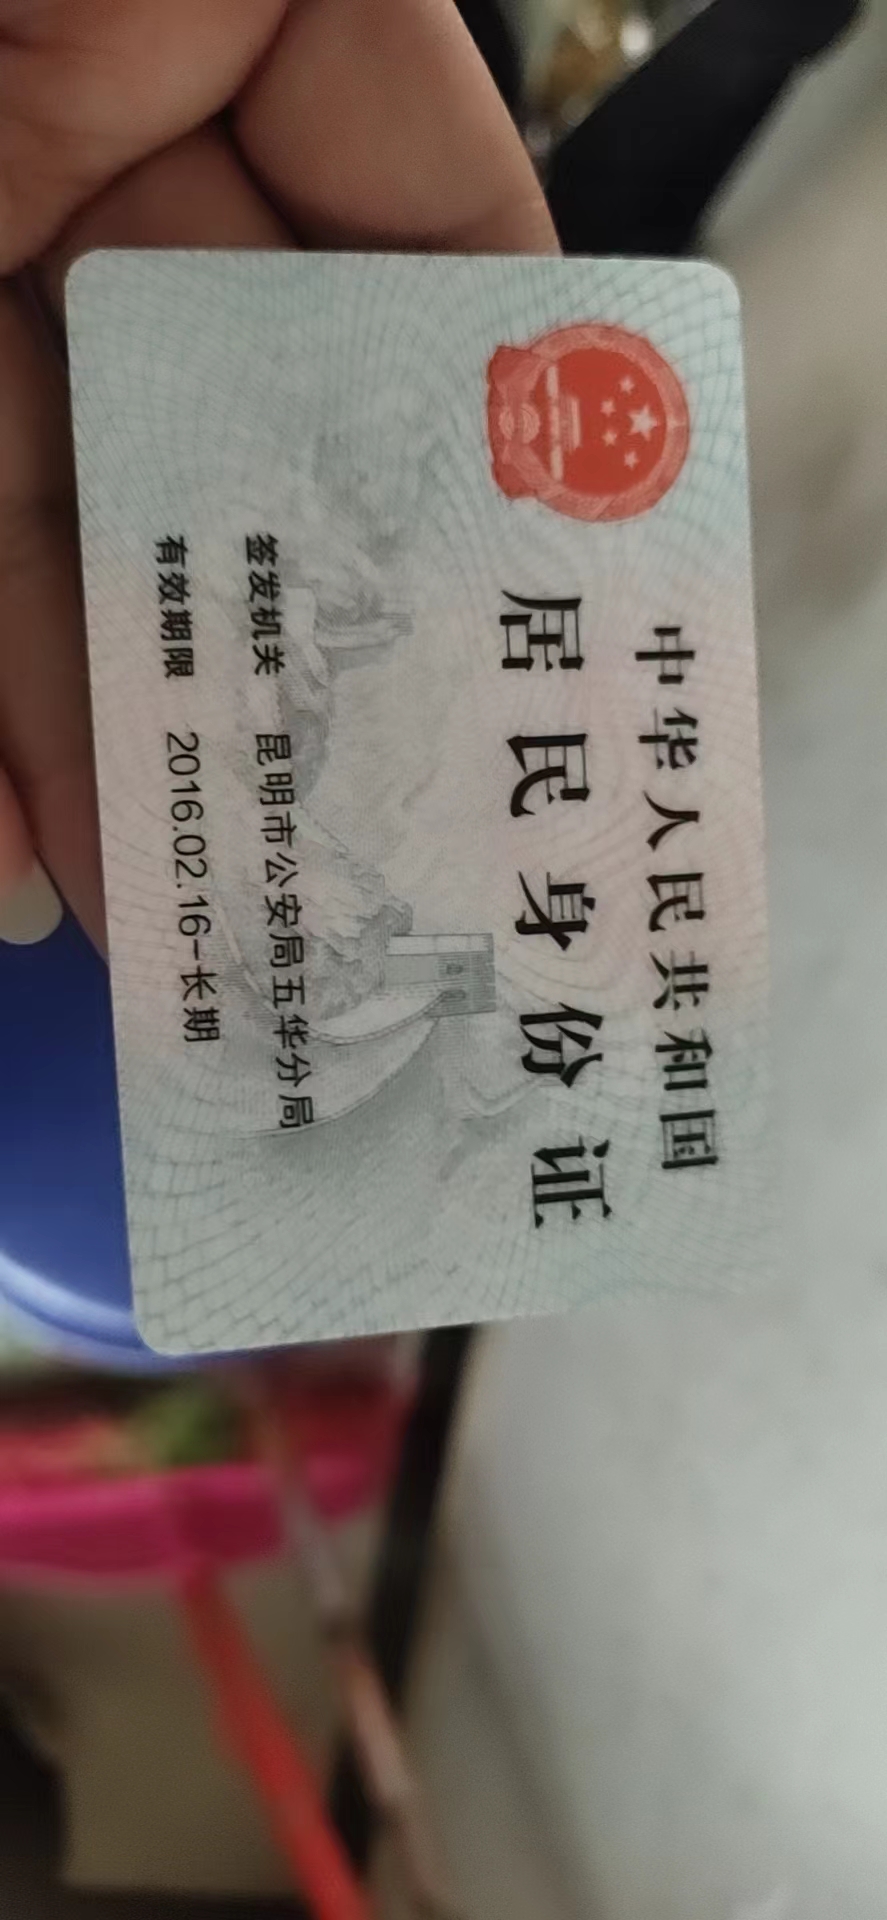 中华人民共和国
居民身份证
签发机关 昆明市公安局五华分局
有效期限 2016.02.16-长期